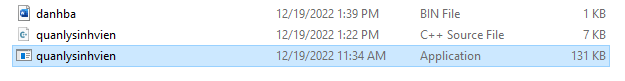 danhba 12/19/2022 1:39 PM BIN File 1 KB
quanlysinhvien 12/19/2022 1:22 PM C++ Source File 7 KB
quanlysinhvien 12/19/2022 11:34 AM Application 131 KB